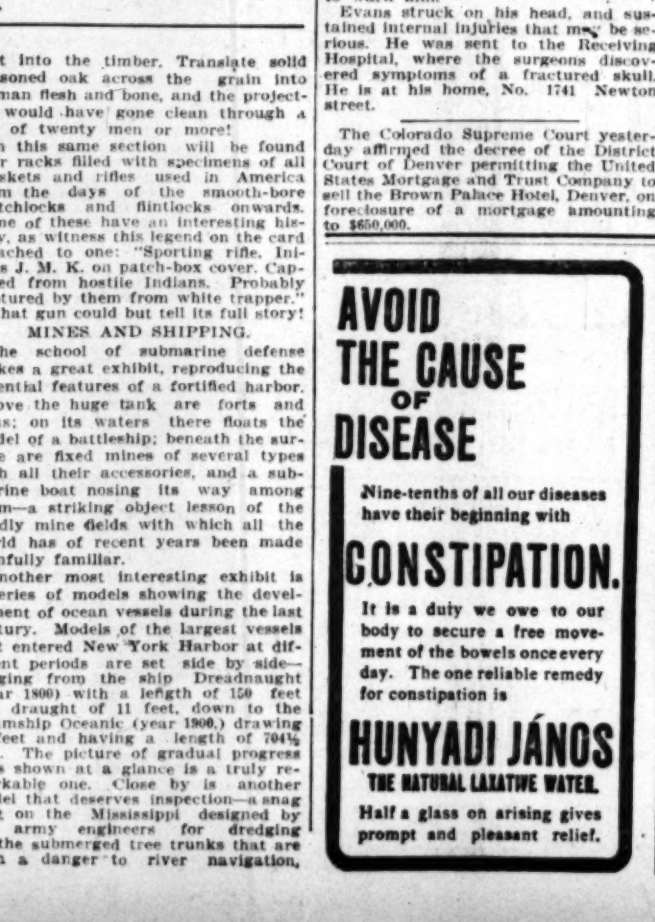 t into the timber. Translate solid
soned oak across the grain into
man flesh and bone, and the project-
would have gone clean through a
of twenty men or more!
n this same section will be found
r racks filled with specimens of all
skets and rifles used in America
m the days of the smooth-bore
tchlocks and flintlocks onwards.
ne of these have an interesting his-
y, as witness this legend on the card
ached to one: "Sporting rifle. Ini-
s J. M. K. on patch-box cover. Cap-
ed from hostile Indians. Probably
tured by them from white trapper."
hat gun could but tell its full story!
MINES AND SHIPPING.
he school of submarine defense
kes a great exhibit, reproducing the
ential features of a fortified harbor.
ove the huge tank are forts and
s; on its waters there floats the
del of a battleship; beneath the sur-
e are fixed mines of several types
h all their accessories, and a sub-
rine boat nosing its way among
m—a striking object lesson of the
dly mine fields with which all the
rld has of recent years been made
nfully familiar.
nother most interesting exhibit is
eries of models showing the devel-
ment of ocean vessels during the last
tury. Models of the largest vessels
t entered New York Harbor at dif-
nt periods are set side by side—
ging from the ship Dreadnaught
ar 1800) with a length of 150 feet
draught of 11 feet, down to the
mship Oceanic (year 1900,) drawing
feet and having a length of 704½
. The picture of gradual progress
s shown at a glance is a truly re-
rkable one. Close by is another
del that deserves inspection—a snag
t on the Mississippi designed by
army engineers for dredging
the submerged tree trunks that are
h a danger to river navigation,
Evans struck on his head, and sus-
tained internal injuries that may be se-
rious. He was sent to the Receiving
Hospital, where the surgeons discov-
ered symptoms of a fractured skull.
He is at his home, No. 1741 Newton
street.
The Colorado Supreme Court yester-
day affirmed the decree of the District
Court of Denver permitting the United
States Mortgage and Trust Company to
sell the Brown Palace Hotel, Denver, on
foreclosure of a mortgage amounting
to $650,000.
AVOID
THE CAUSE
OF
DISEASE
Nine-tenths of all our diseases
have their beginning with
CONSTIPATION.
It is a duty we owe to our
body to secure a free move-
ment of the bowels once every
day. The one reliable remedy
for constipation is
HUNYADI JÁNOS
THE NATURAL LAXATIVE WATER.
Half a glass on arising gives
prompt and pleasant relief.